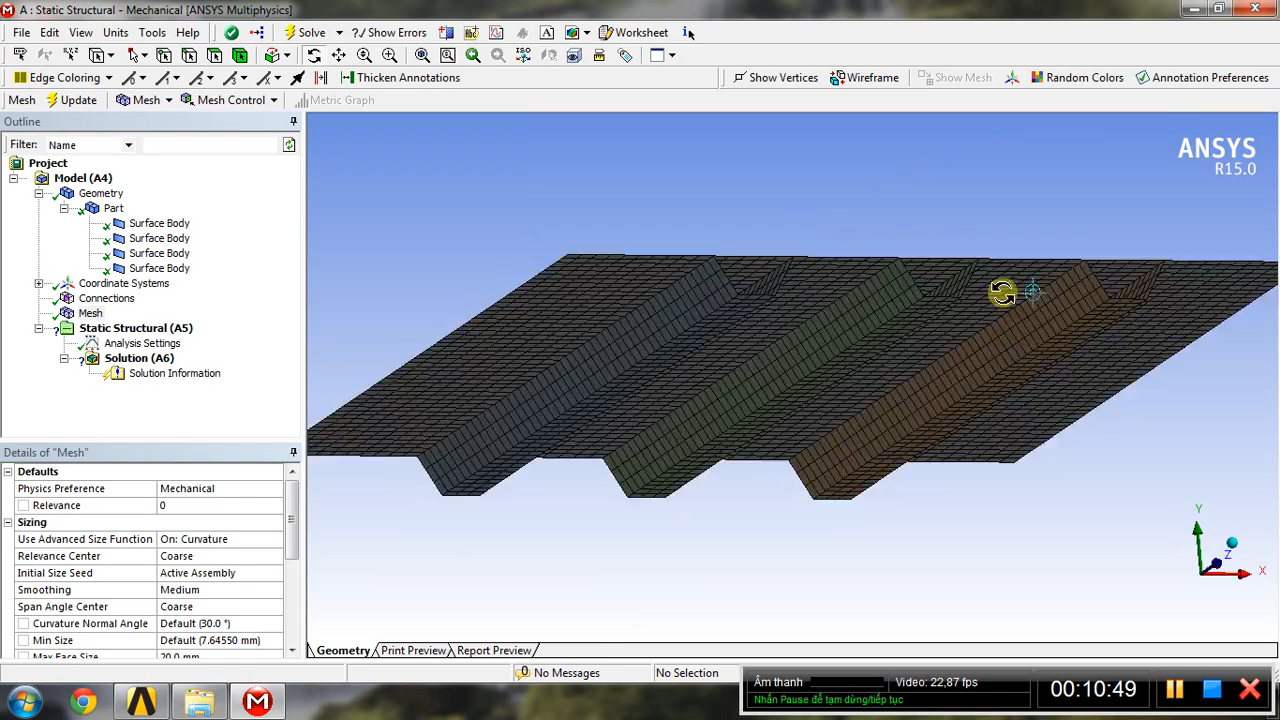 A : Static Structural - Mechanical [ANSYS Multiphysics]
File Edit View Units Tools Help Solve ?/ Show Errors Worksheet
Edge Coloring Thicken Annotations Show Vertices Wireframe Show Mesh Random Colors Annotation Preferences
Mesh Update Mesh Mesh Control Metric Graph
Outline
Filter: Name
Project
Model (A4)
Geometry
Part
Surface Body
Surface Body
Surface Body
Surface Body
Coordinate Systems
Connections
Mesh
Static Structural (A5)
Analysis Settings
Solution (A6)
Solution Information
ANSYS
R15.0
Details of "Mesh"
Defaults
Physics Preference Mechanical
Relevance 0
Sizing
Use Advanced Size Function On: Curvature
Relevance Center Coarse
Initial Size Seed Active Assembly
Smoothing Medium
Span Angle Center Coarse
Curvature Normal Angle Default (30.0 °)
Min Size Default (7.64550 mm)
Max Face Size 20.0 mm
Y
Z
X
Geometry Print Preview Report Preview
0 No Messages No Selection
Âm thanh Video: 22,87 fps
Nhấn Pause để tạm dừng/tiếp tục
00:10:49